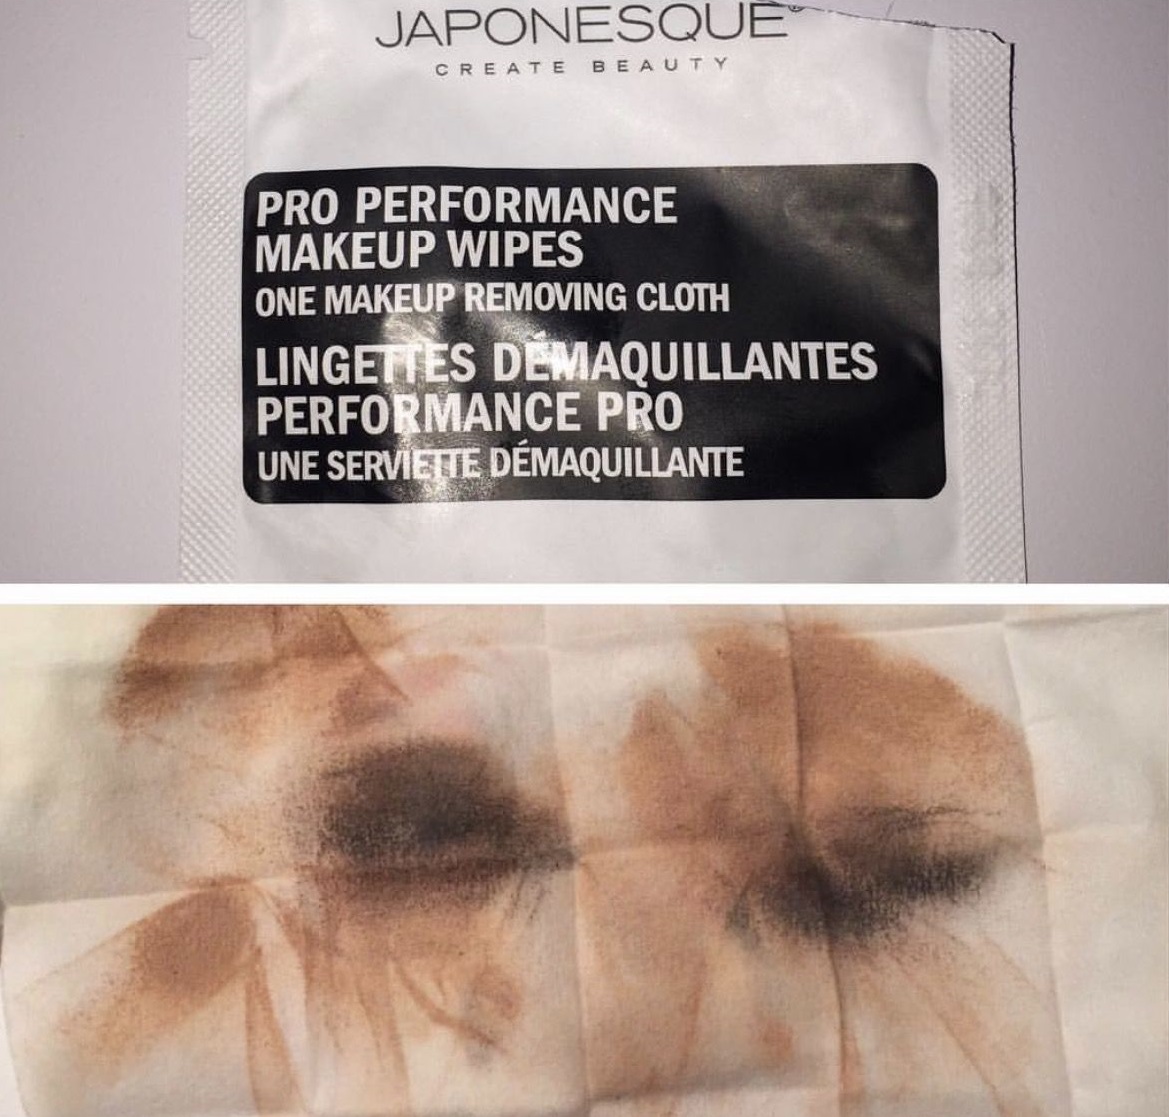 JAPONESQUE®
CREATE BEAUTY
PRO PERFORMANCE
MAKEUP WIPES
ONE MAKEUP REMOVING CLOTH
LINGETTES DÉMAQUILLANTES
PERFORMANCE PRO
UNE SERVIETTE DÉMAQUILLANTE